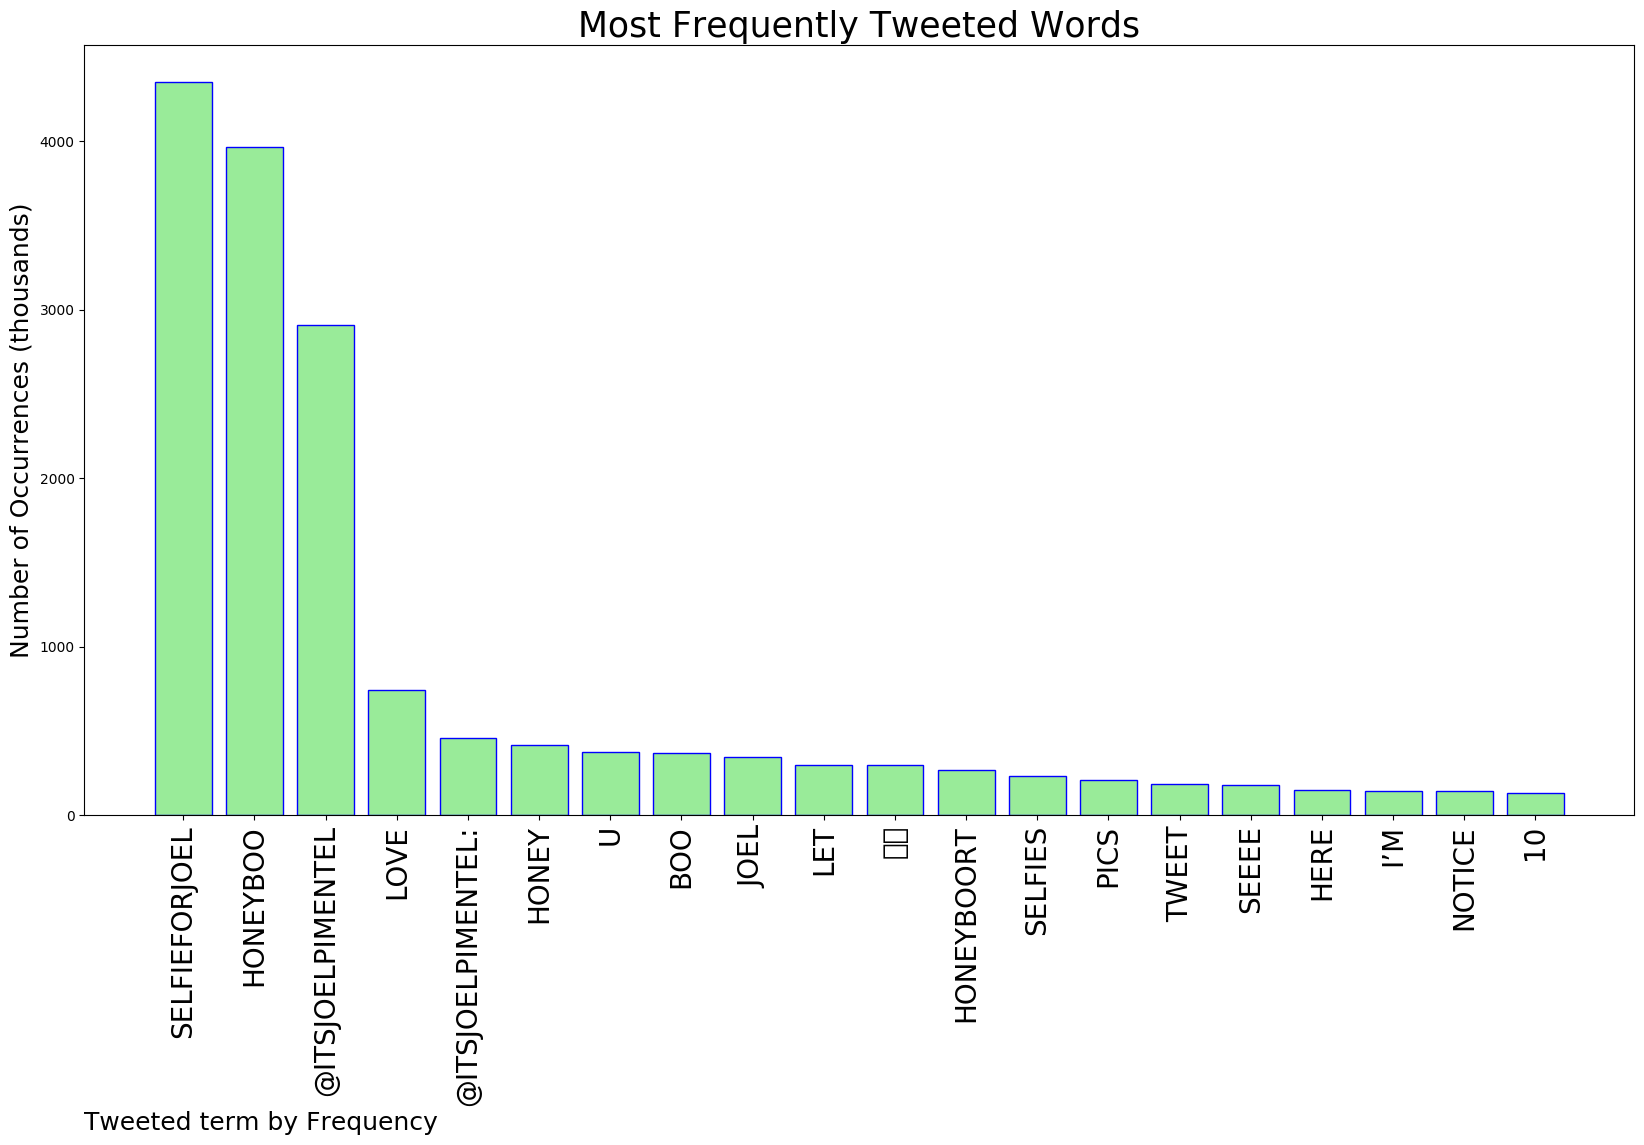 Most Frequently Tweeted Words
Number of Occurrences (thousands)
4000
3000
2000
1000
0
SELFIEFORJOEL
HONEYBOO
@ITSJOELPIMENTEL
LOVE
@ITSJOELPIMENTEL:
HONEY
U
BOO
JOEL
LET
HONEYBOORT
SELFIES
PICS
TWEET
SEEEE
HERE
I’M
NOTICE
10
Tweeted term by Frequency